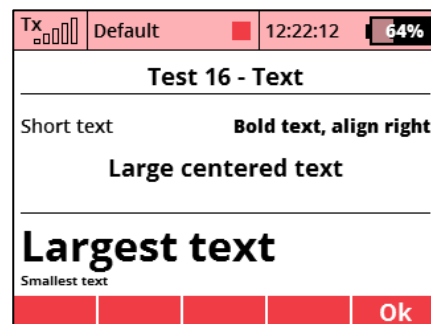 Tx Default 12:22:12 64%
Test 16 - Text
Short text Bold text, align right
Large centered text
Largest text
Smallest text
Ok